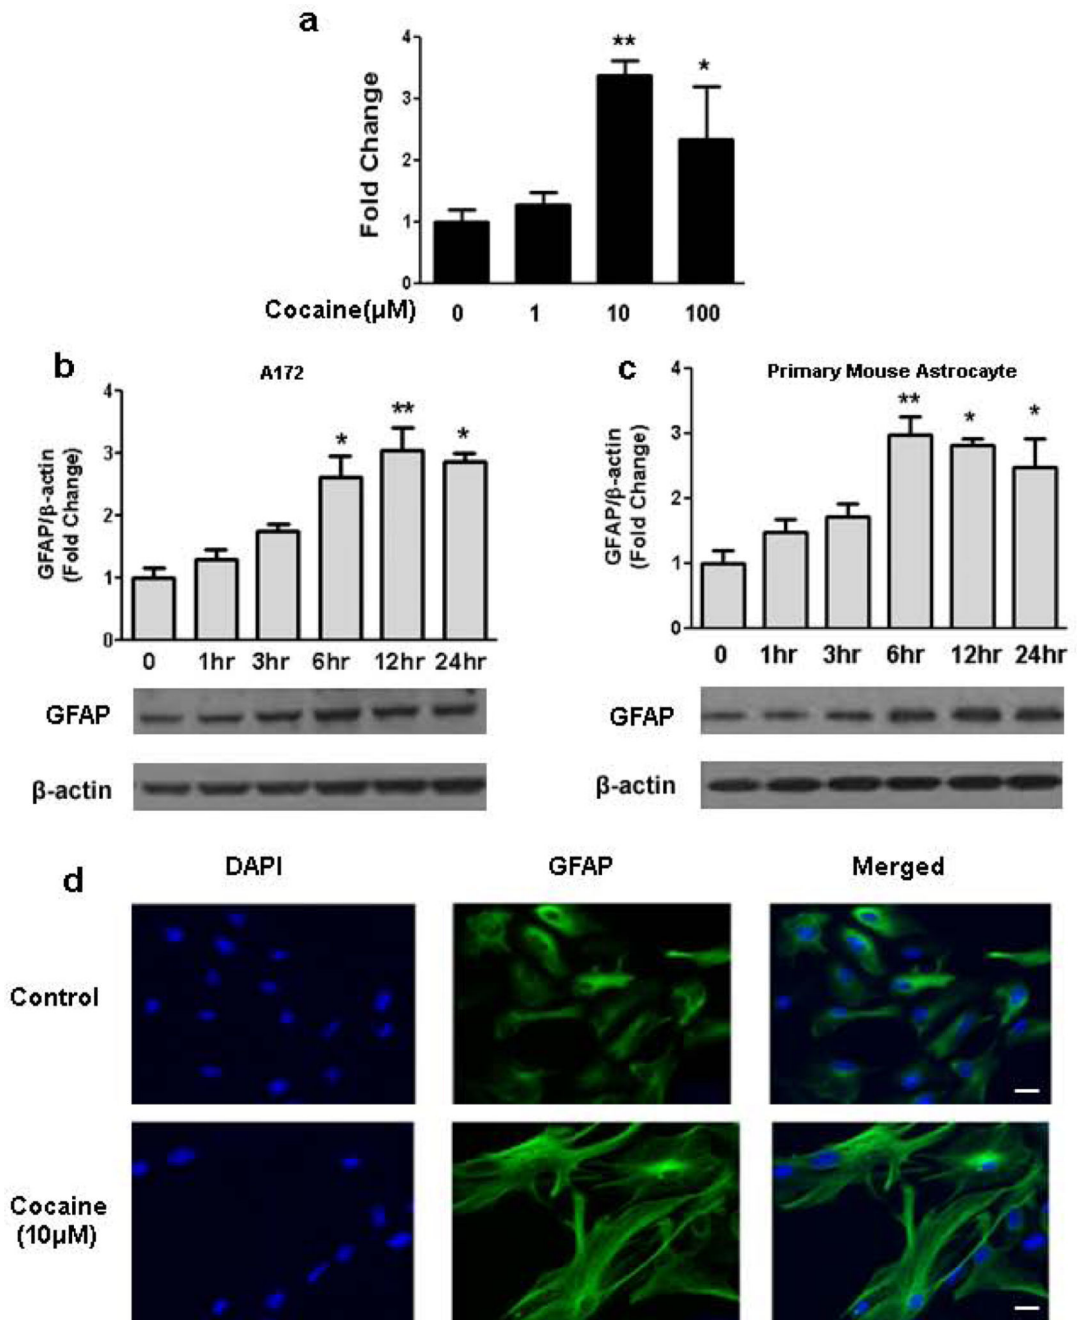 a
**
*
4
3
2
1
0
Fold Change
Cocaine(μM) 0 1 10 100
b
A172
4
3
2
1
0
GFAP/β-actin
(Fold Change)
*
**
*
0 1hr 3hr 6hr 12hr 24hr
GFAP
β-actin
c
Primary Mouse Astrocayte
4
3
2
1
0
GFAP/β-actin
(Fold Change)
**
*
*
0 1hr 3hr 6hr 12hr 24hr
GFAP
β-actin
d
DAPI GFAP Merged
Control
Cocaine
(10μM)